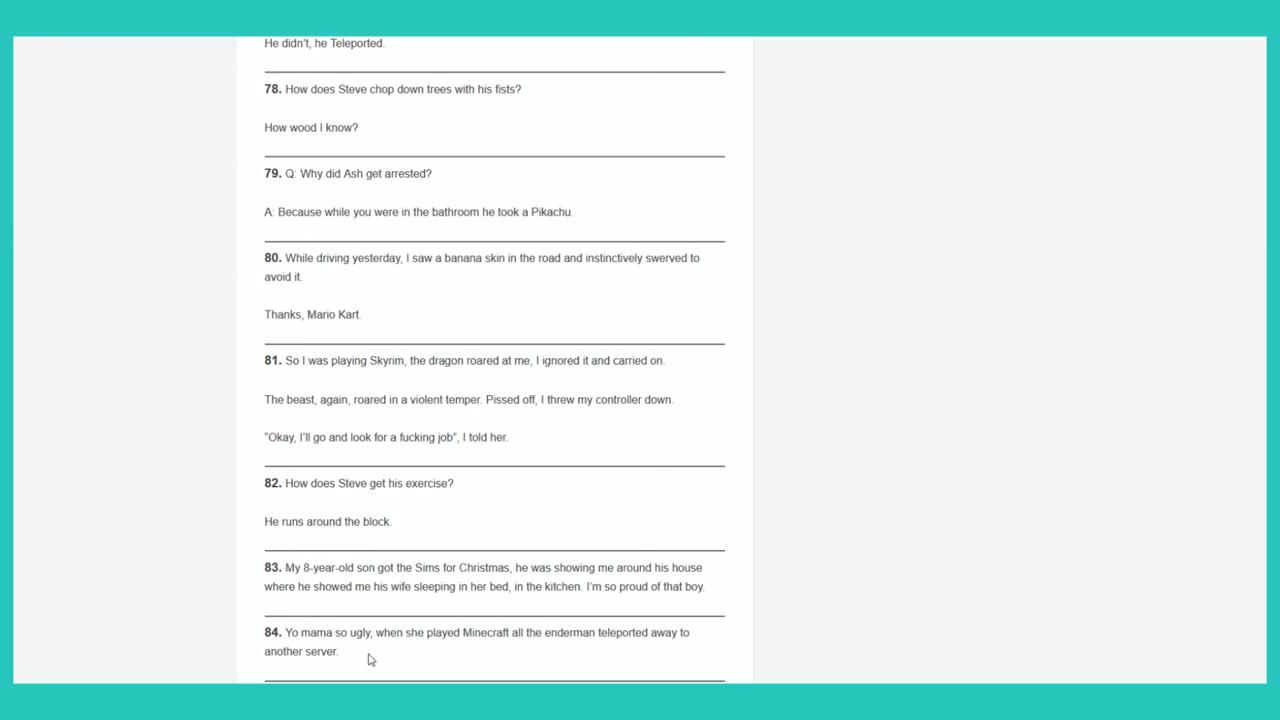 He didn't, he Teleported.
78. How does Steve chop down trees with his fists?
How wood I know?
79. Q: Why did Ash get arrested?
A: Because while you were in the bathroom he took a Pikachu.
80. While driving yesterday, I saw a banana skin in the road and instinctively swerved to
avoid it.
Thanks, Mario Kart.
81. So I was playing Skyrim, the dragon roared at me, I ignored it and carried on.
The beast, again, roared in a violent temper. Pissed off, I threw my controller down.
"Okay, I'll go and look for a fucking job", I told her.
82. How does Steve get his exercise?
He runs around the block.
83. My 8-year-old son got the Sims for Christmas, he was showing me around his house
where he showed me his wife sleeping in her bed, in the kitchen. I'm so proud of that boy.
84. Yo mama so ugly, when she played Minecraft all the enderman teleported away to
another server.